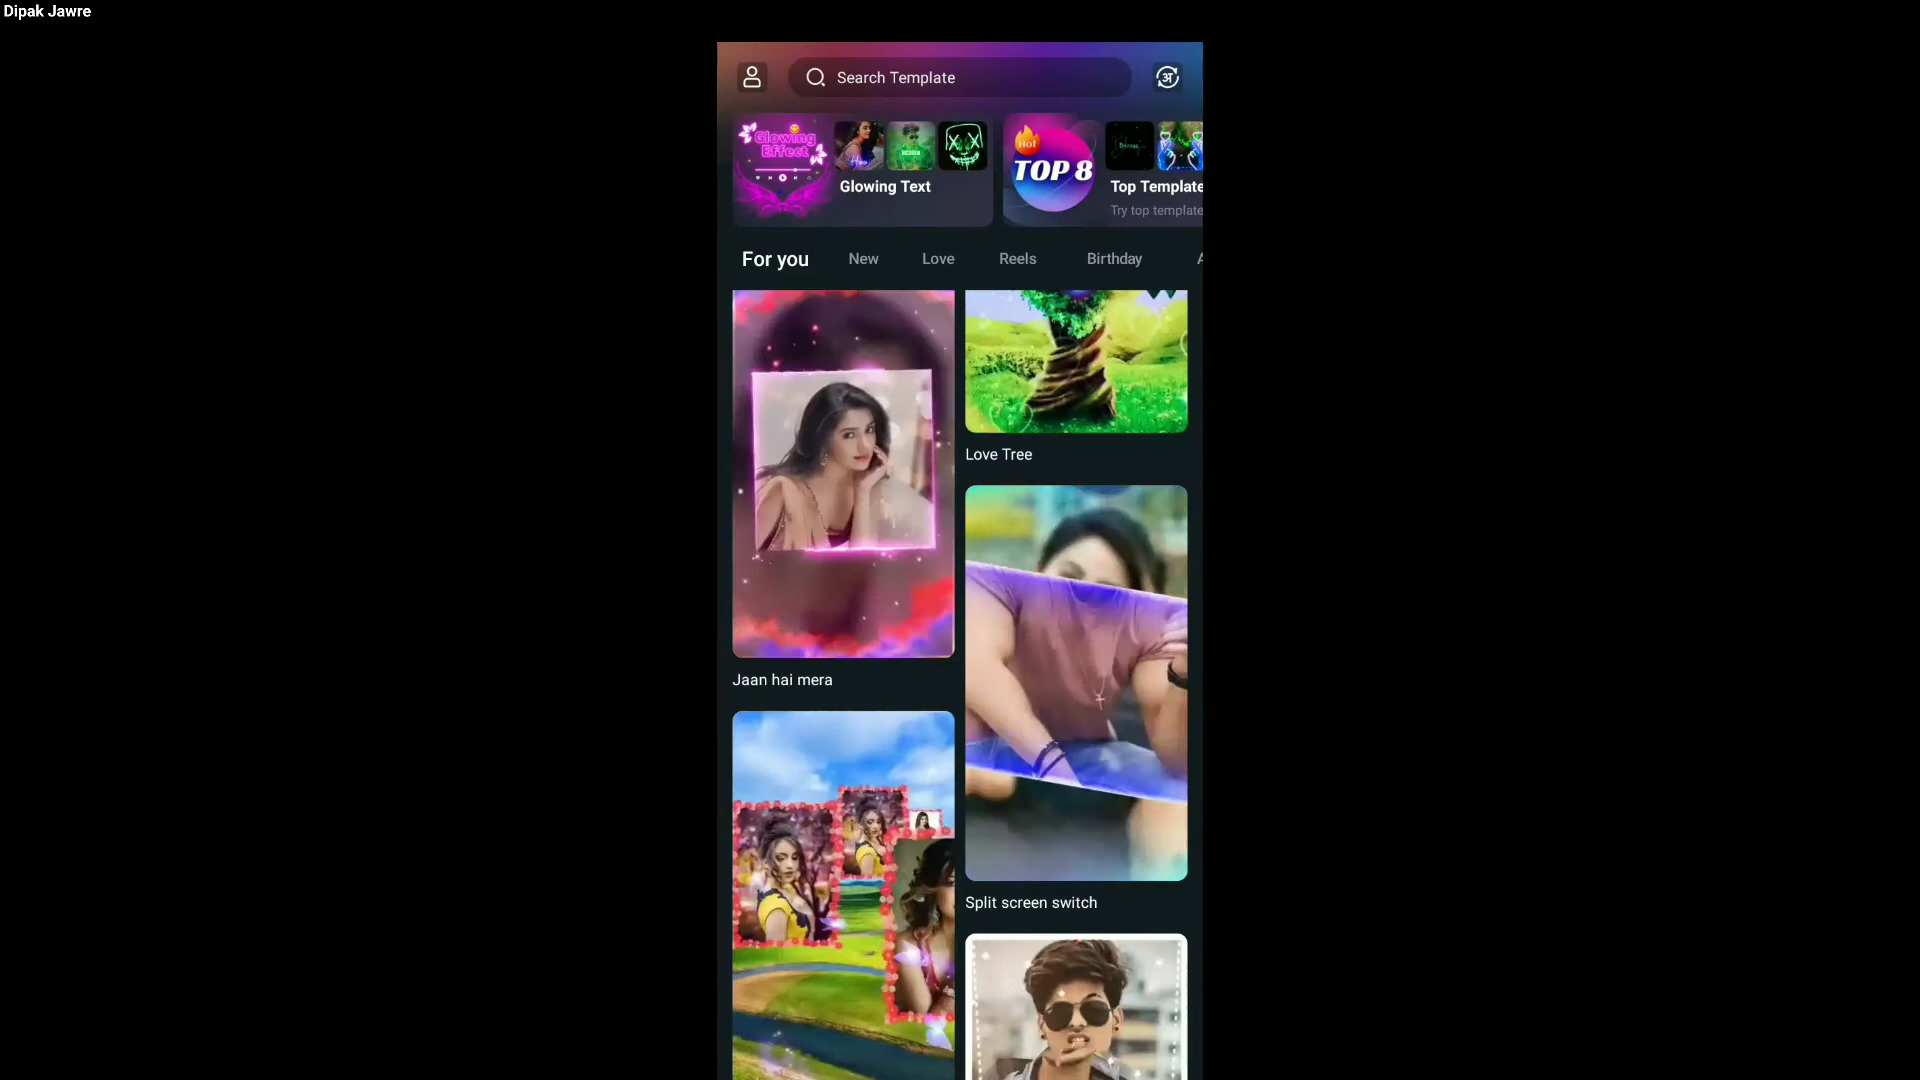 Dipak Jawre
Search Template
अ
Glowing
Effect
Glowing Text
Hot
TOP 8
Top Template
Try top template
For you
New
Love
Reels
Birthday
Love Tree
Jaan hai mera
Split screen switch